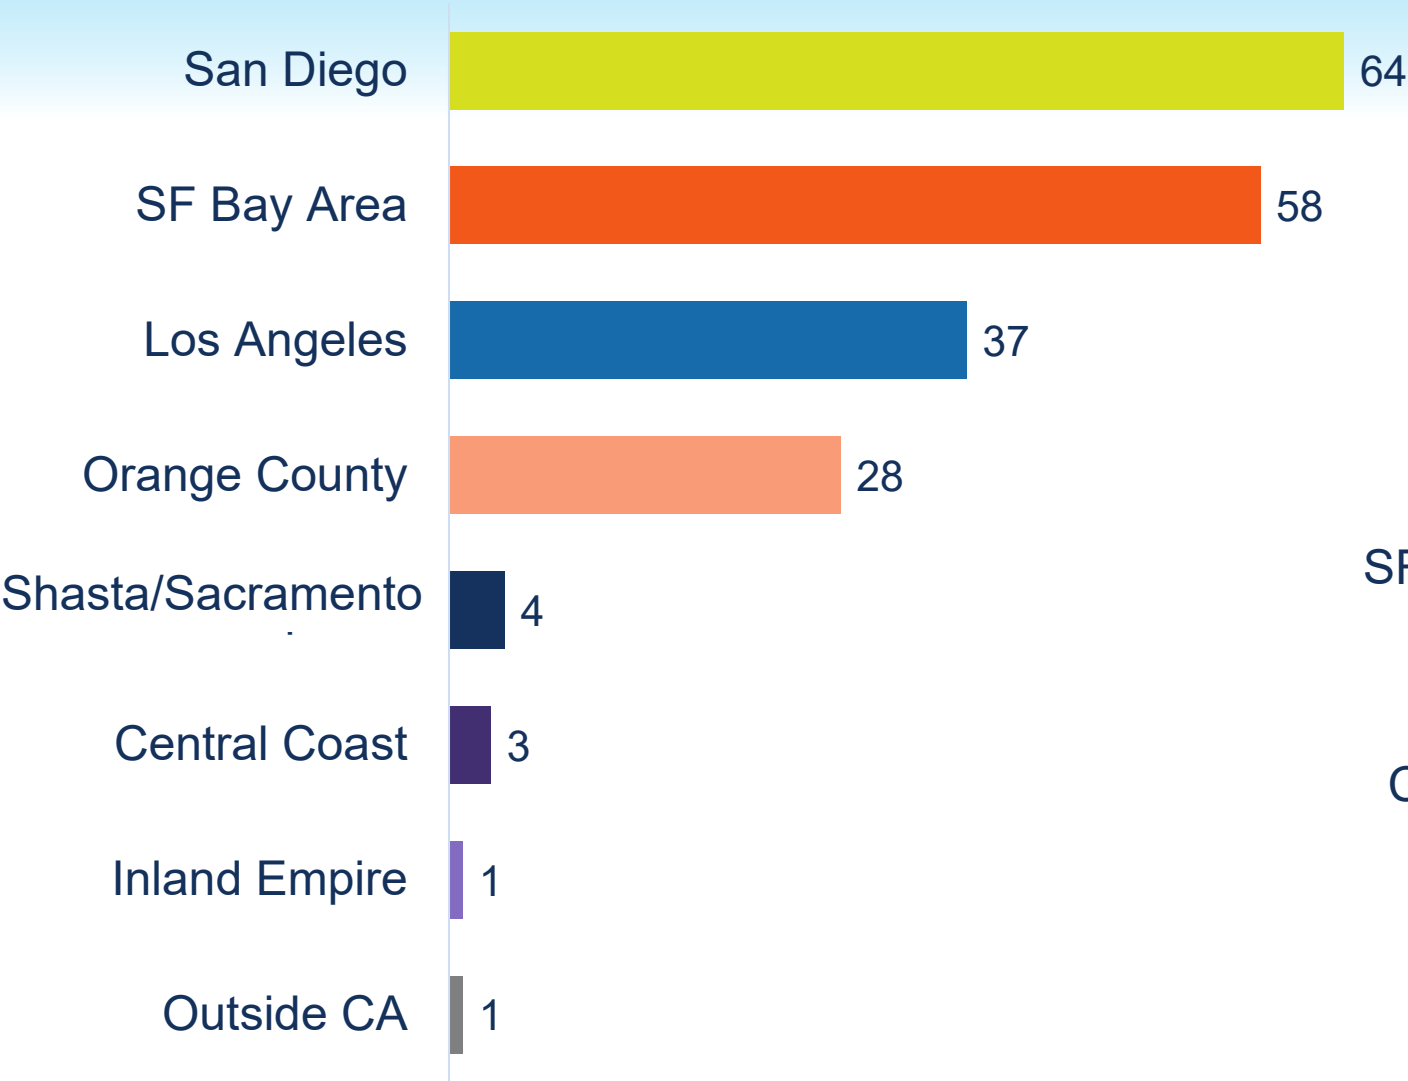 San Diego 64
SF Bay Area 58
Los Angeles 37
Orange County 28
Shasta/Sacramento 4
Central Coast 3
Inland Empire 1
Outside CA 1